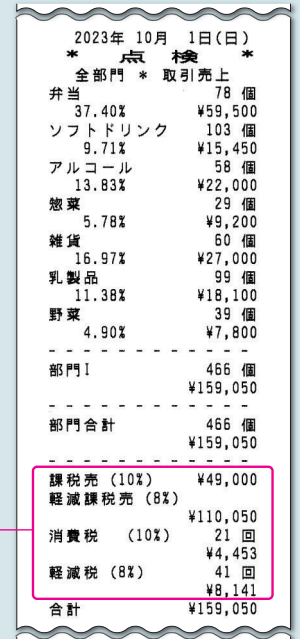 2023年 10月 1日(日)
* 点 検 *
全部門 * 取引売上
弁当 78 個
37.40% ¥59,500
ソフトドリンク 103 個
9.71% ¥15,450
アルコール 58 個
13.83% ¥22,000
惣菜 29 個
5.78% ¥9,200
雑貨 60 個
16.97% ¥27,000
乳製品 99 個
11.38% ¥18,100
野菜 39 個
4.90% ¥7,800
- - - - - - - - - - - -
部門I 466 個
¥159,050
- - - - - - - - - - - -
部門合計 466 個
¥159,050
- - - - - - - - - - - -
課税売(10%) ¥49,000
軽減課税売(8%)
¥110,050
消費税 (10%) 21 回
¥4,453
軽減税(8%) 41 回
¥8,141
合計 ¥159,050